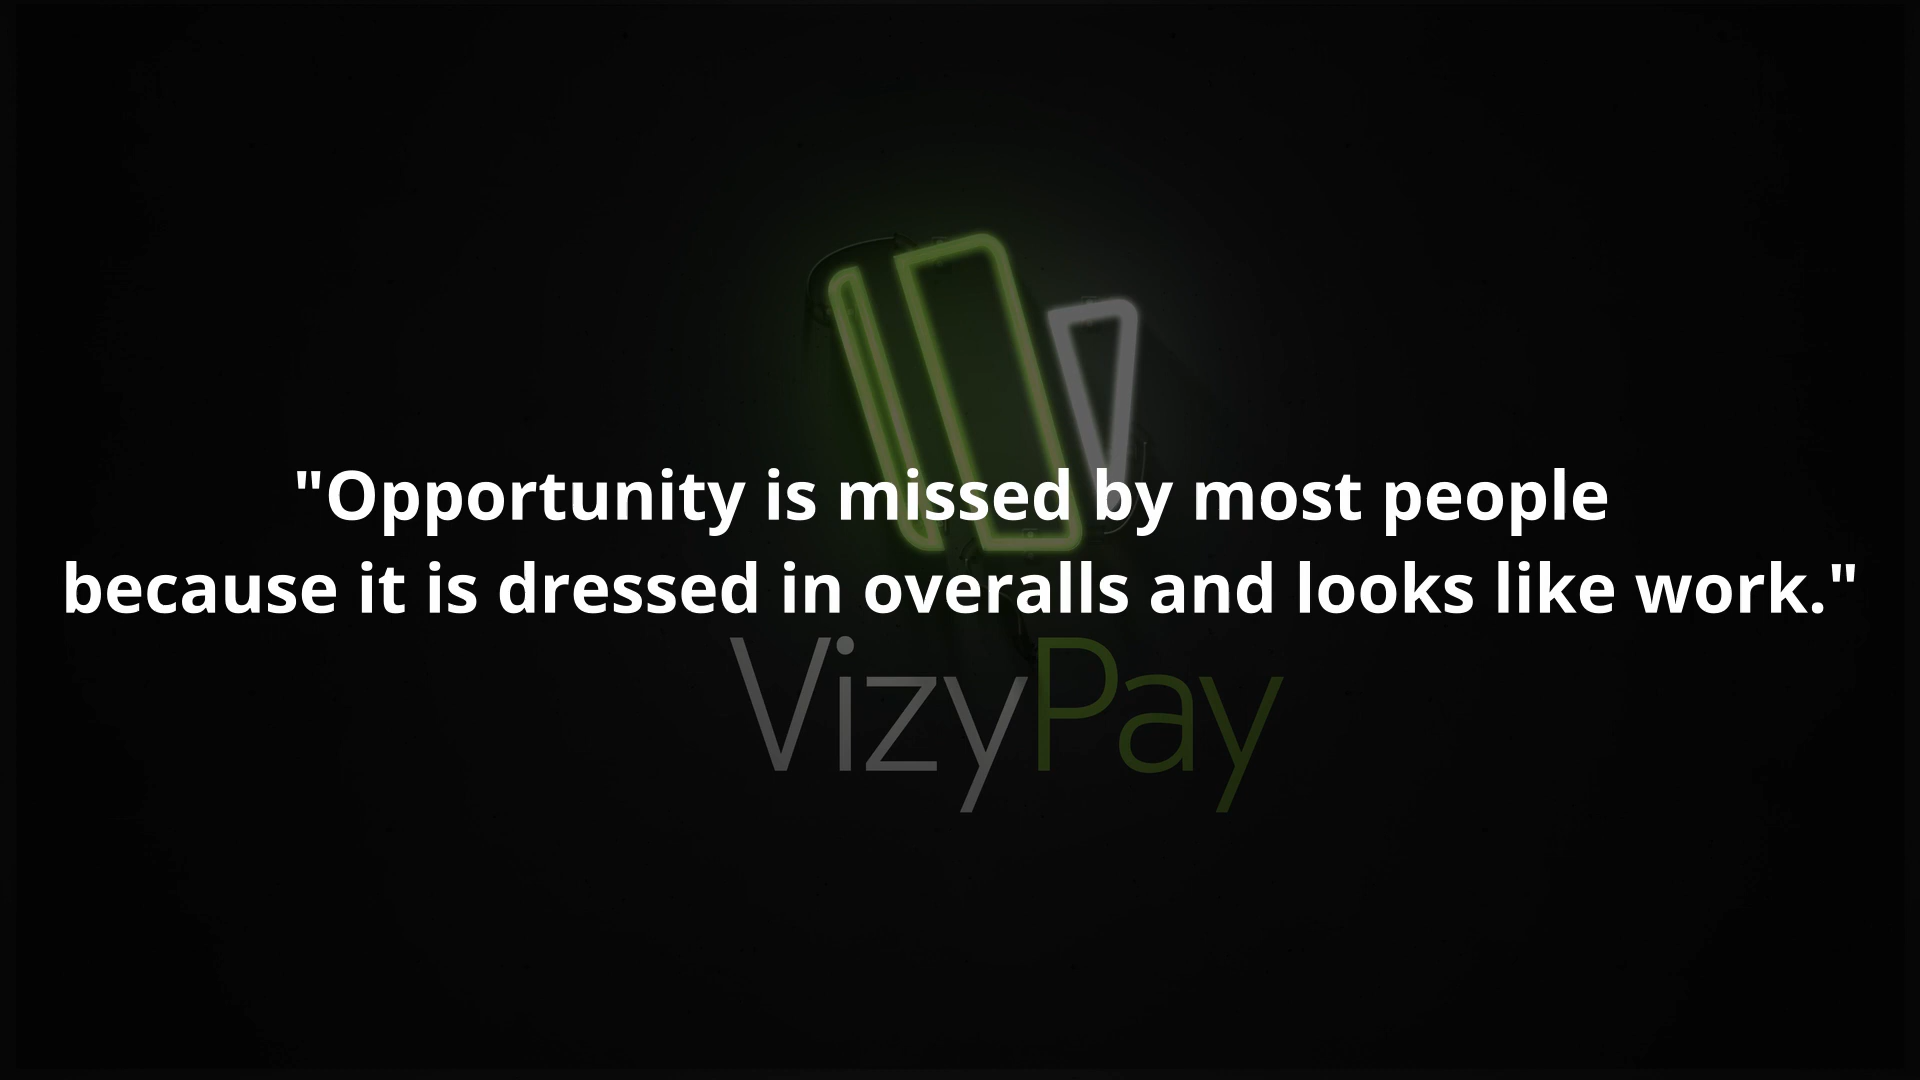 "Opportunity is missed by most people
because it is dressed in overalls and looks like work."
VizyPay